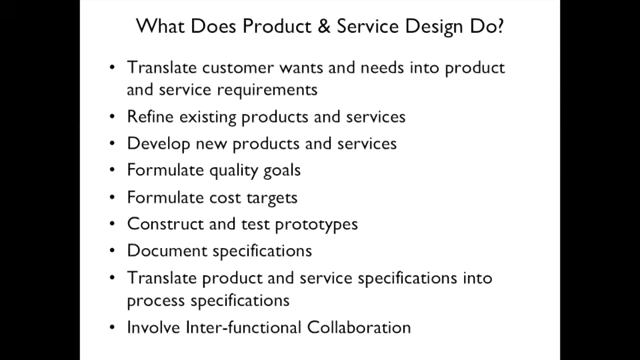 What Does Product & Service Design Do?
• Translate customer wants and needs into product
and service requirements
• Refine existing products and services
• Develop new products and services
• Formulate quality goals
• Formulate cost targets
• Construct and test prototypes
• Document specifications
• Translate product and service specifications into
process specifications
• Involve Inter-functional Collaboration